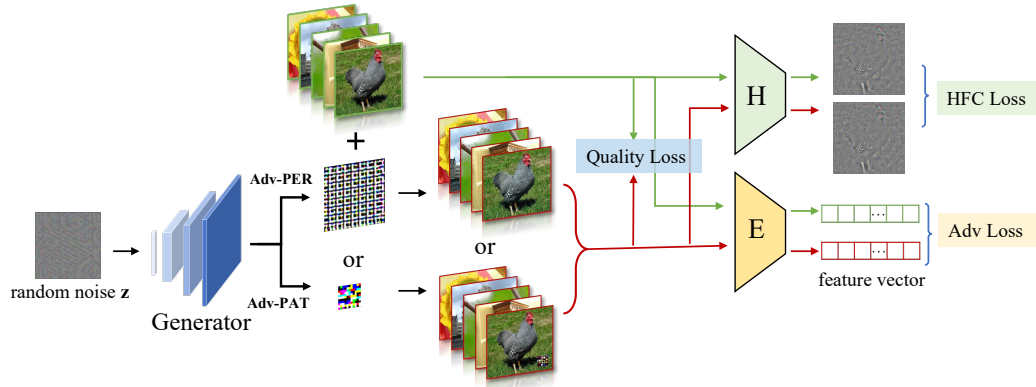 H
HFC Loss
+
Quality Loss
Adv-PER
E
...
Adv Loss
...
or
or
feature vector
random noise z
Adv-PAT
Generator